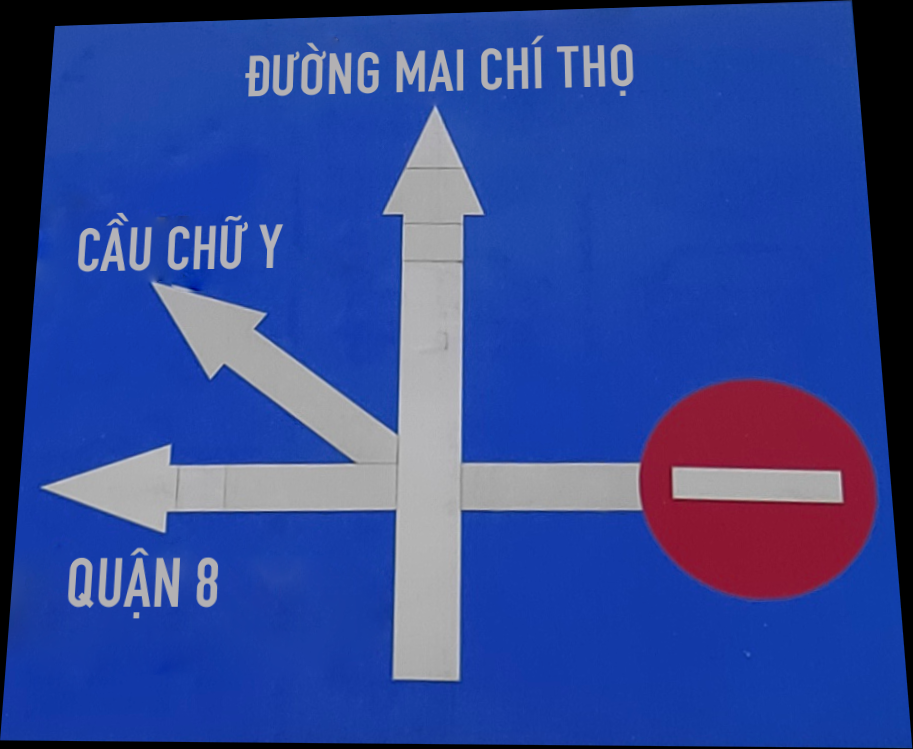 ĐƯỜNG MAI CHÍ THỌ
CẦU CHỮ Y
QUẬN 8